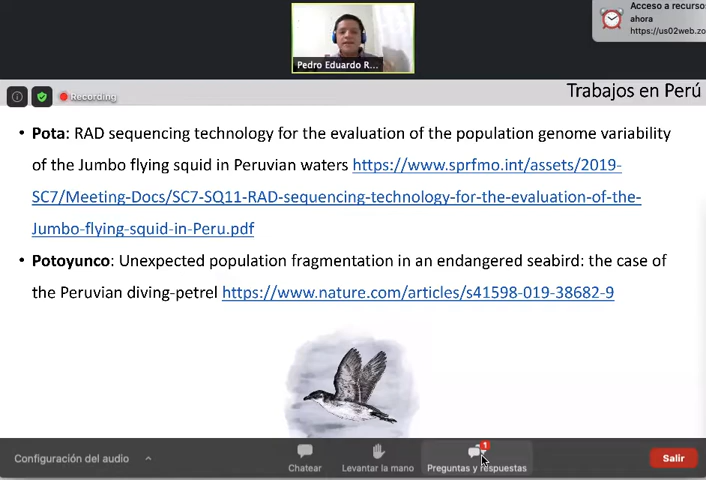 Acceso a recurso
ahora
https://us02web.zo
Pedro Eduardo R...
Recording
Trabajos en Perú
• Pota: RAD sequencing technology for the evaluation of the population genome variability
of the Jumbo flying squid in Peruvian waters https://www.sprfmo.int/assets/2019-
SC7/Meeting-Docs/SC7-SQ11-RAD-sequencing-technology-for-the-evaluation-of-the-
Jumbo-flying-squid-in-Peru.pdf
• Potoyunco: Unexpected population fragmentation in an endangered seabird: the case of
the Peruvian diving-petrel https://www.nature.com/articles/s41598-019-38682-9
Configuración del audio
Chatear
Levantar la mano
1
Preguntas y respuestas
Salir